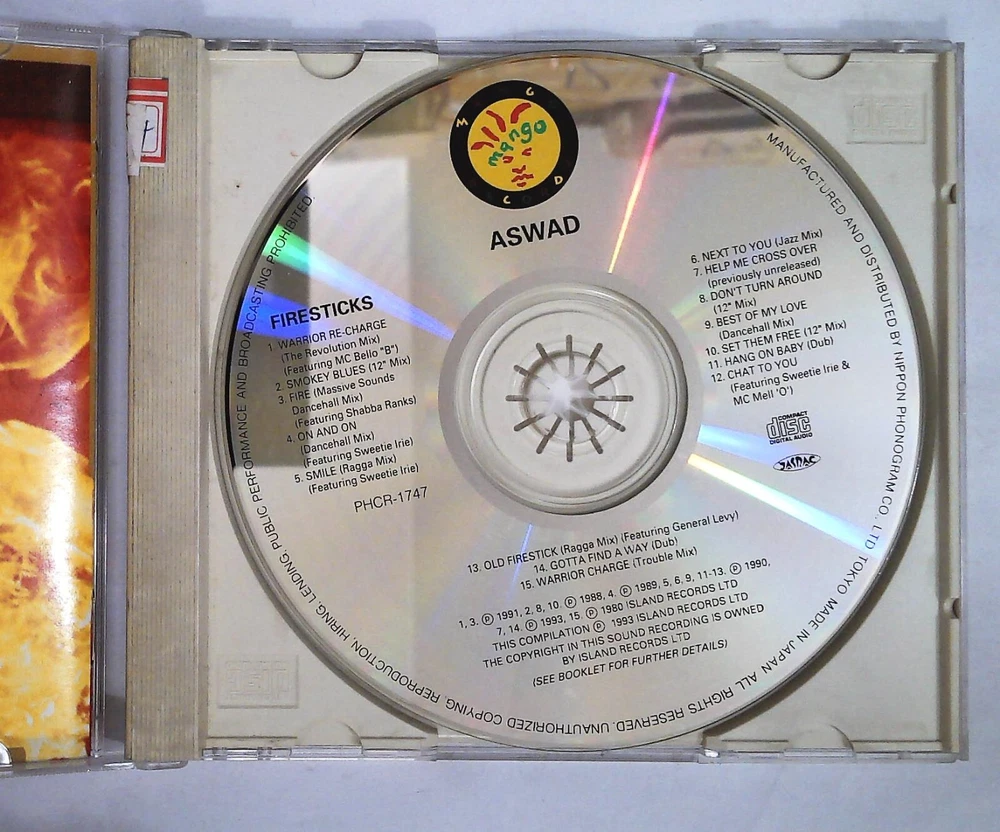 M G
mango
C D
ASWAD
FIRESTICKS
1. WARRIOR RE-CHARGE
(The Revolution Mix)
(Featuring MC Bello "B")
2. SMOKEY BLUES (12" Mix)
3. FIRE (Massive Sounds
Dancehall Mix)
(Featuring Shabba Ranks)
4. ON AND ON
(Dancehall Mix)
(Featuring Sweetie Irie)
5. SMILE (Ragga Mix)
(Featuring Sweetie Irie)
PHCR-1747
6. NEXT TO YOU (Jazz Mix)
7. HELP ME CROSS OVER
(previously unreleased)
8. DON'T TURN AROUND
(12" Mix)
9. BEST OF MY LOVE
(Dancehall Mix)
10. SET THEM FREE (12" Mix)
11. HANG ON BABY (Dub)
12. CHAT TO YOU
(Featuring Sweetie Irie &
MC Mell 'O')
COMPACT
disc
DIGITAL AUDIO
JASRAC
13. OLD FIRESTICK (Ragga Mix) (Featuring General Levy)
14. GOTTA FIND A WAY (Dub)
15. WARRIOR CHARGE (Trouble Mix)
1, 3. ℗ 1991, 2, 8, 10. ℗ 1988, 4. ℗ 1989, 5, 6, 9, 11-13. ℗ 1990,
7, 14. ℗ 1993, 15. ℗ 1980 ISLAND RECORDS LTD
THIS COMPILATION ℗ 1993 ISLAND RECORDS LTD
THE COPYRIGHT IN THIS SOUND RECORDING IS OWNED
BY ISLAND RECORDS LTD
(SEE BOOKLET FOR FURTHER DETAILS)
MANUFACTURED AND DISTRIBUTED BY NIPPON PHONOGRAM CO., LTD. TOKYO MADE IN JAPAN ALL RIGHTS RESERVED. UNAUTHORIZED COPYING, REPRODUCTION, HIRING, LENDING, PUBLIC PERFORMANCE AND BROADCASTING PROHIBITED.
disc
disc